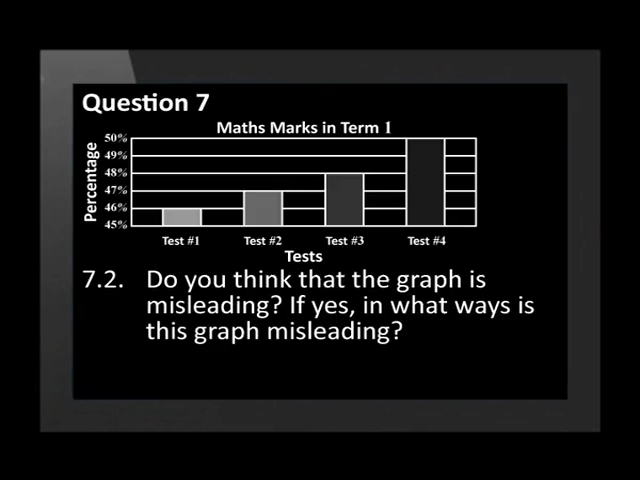 Question 7
Maths Marks in Term 1
50%
49%
48%
47%
46%
45%
Percentage
Test #1 Test #2 Test #3 Test #4
Tests
7.2. Do you think that the graph is
misleading? If yes, in what ways is
this graph misleading?